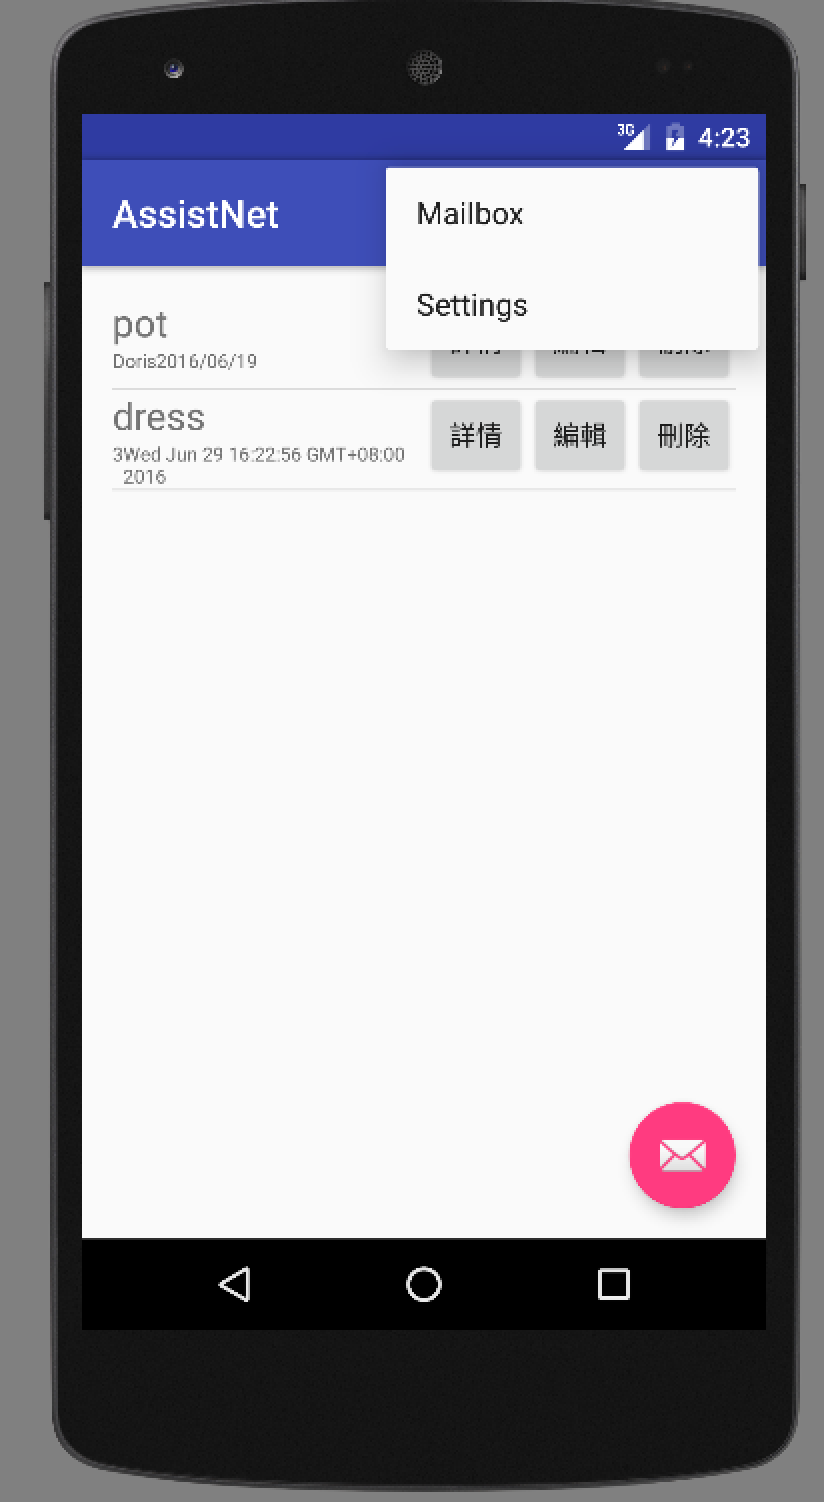 3G 4:23
AssistNet
Mailbox
Settings
pot
Doris2016/06/19
dress
3Wed Jun 29 16:22:56 GMT+08:00
2016
詳情 編輯 刪除